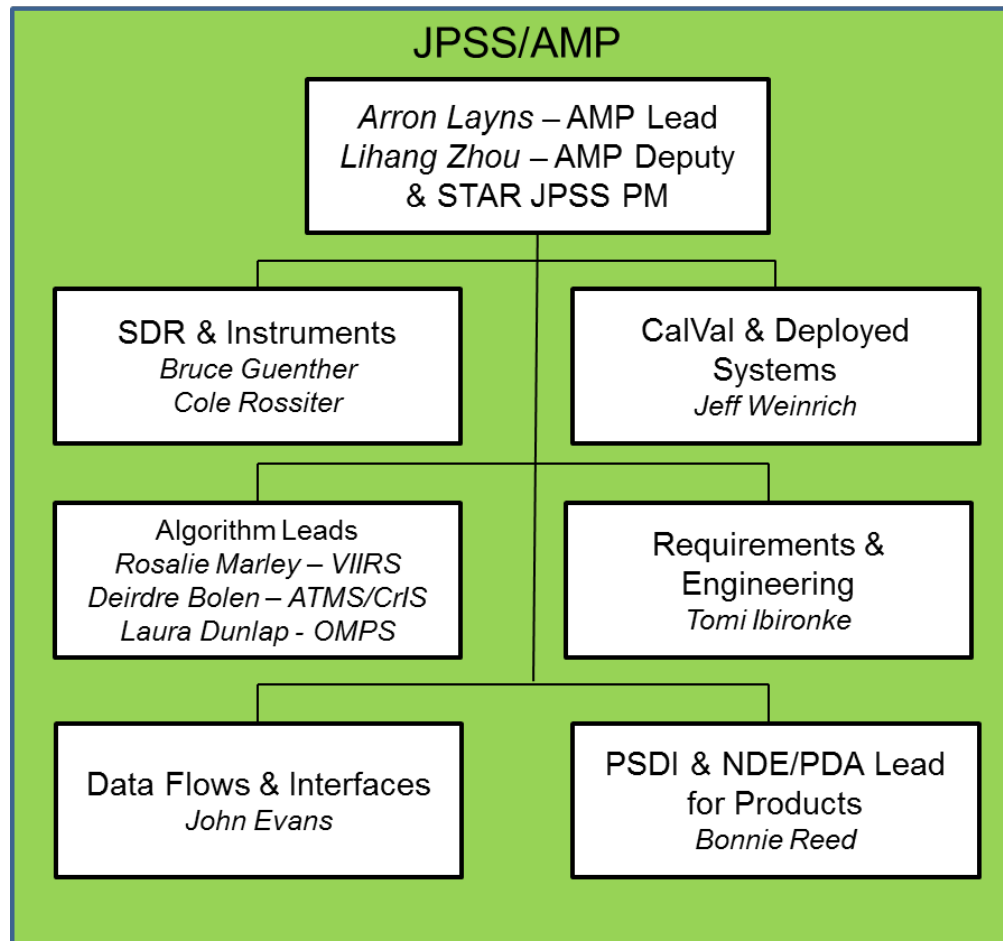 JPSS/AMP
Arron Layns – AMP Lead
Lihang Zhou – AMP Deputy
& STAR JPSS PM
SDR & Instruments
Bruce Guenther
Cole Rossiter
CalVal & Deployed
Systems
Jeff Weinrich
Algorithm Leads
Rosalie Marley – VIIRS
Deirdre Bolen – ATMS/CrIS
Laura Dunlap - OMPS
Requirements &
Engineering
Tomi Ibironke
Data Flows & Interfaces
John Evans
PSDI & NDE/PDA Lead
for Products
Bonnie Reed